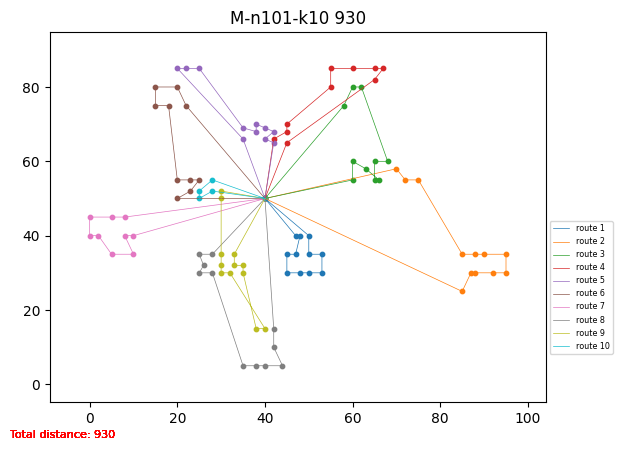 M-n101-k10 930
80
60
40
20
0
0 20 40 60 80 100
route 1
route 2
route 3
route 4
route 5
route 6
route 7
route 8
route 9
route 10
Total distance: 930